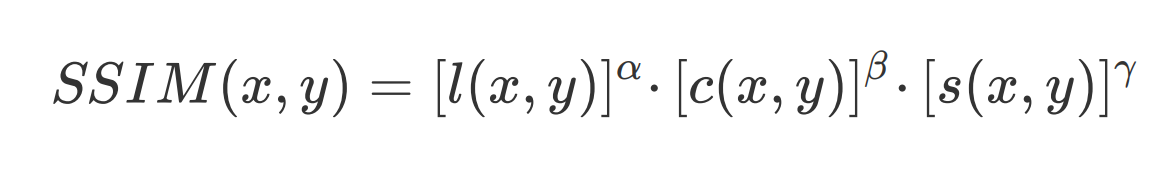 SSIM(x, y) = [l(x, y)]^α · [c(x, y)]^β · [s(x, y)]^γ